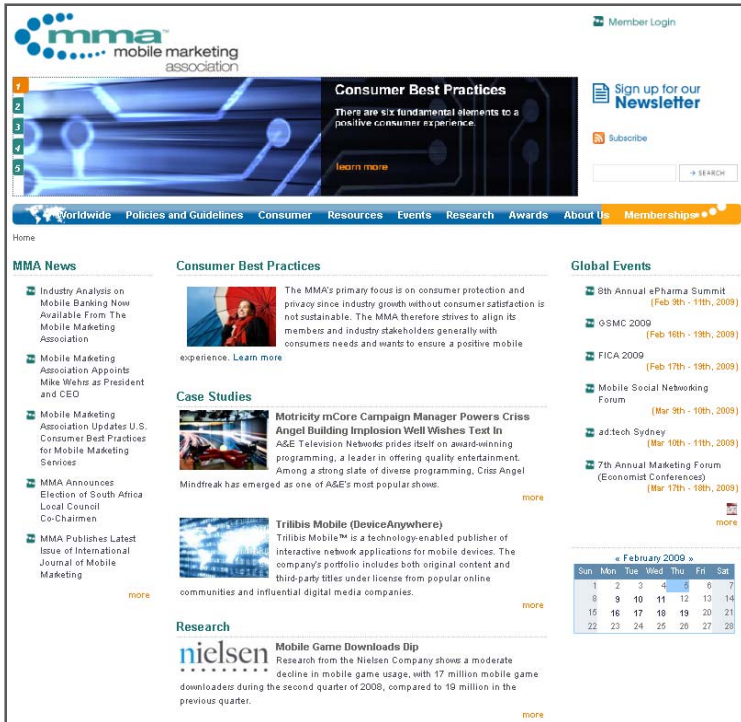 mma™
mobile marketing
association
Member Login
1
2
3
4
5
Consumer Best Practices
There are six fundamental elements to a
positive consumer experience.
learn more
Sign up for our
Newsletter
Subscribe
→ SEARCH
Worldwide Policies and Guidelines Consumer Resources Events Research Awards About Us Memberships
Home
MMA News
Industry Analysis on
Mobile Banking Now
Available From The
Mobile Marketing
Association
Mobile Marketing
Association Appoints
Mike Wehrs as President
and CEO
Mobile Marketing
Association Updates U.S.
Consumer Best Practices
for Mobile Marketing
Services
MMA Announces
Election of South Africa
Local Council
Co-Chairmen
MMA Publishes Latest
Issue of International
Journal of Mobile
Marketing
more
Consumer Best Practices
The MMA's primary focus is on consumer protection and
privacy since industry growth without consumer satisfaction is
not sustainable. The MMA therefore strives to align its
members and industry stakeholders generally with
consumers needs and wants to ensure a positive mobile
experience. Learn more
Case Studies
Motricity mCore Campaign Manager Powers Criss
Angel Building Implosion Well Wishes Text In
A&E Television Networks prides itself on award-winning
programming, a leader in offering quality entertainment.
Among a strong slate of diverse programming, Criss Angel
Mindfreak has emerged as one of A&E's most popular shows.
more
Trilibis Mobile (DeviceAnywhere)
Trilibis Mobile™ is a technology-enabled publisher of
interactive network applications for mobile devices. The
company's portfolio includes both original content and
third-party titles under license from popular online
communities and influential digital media companies.
more
Research
nielsen
Mobile Game Downloads Dip
Research from the Nielsen Company shows a moderate
decline in mobile game usage, with 17 million mobile game
downloaders during the second quarter of 2008, compared to 19 million in the
previous quarter.
more
Global Events
8th Annual ePharma Summit
(Feb 9th - 11th, 2009)
GSMC 2009
(Feb 16th - 19th, 2009)
FICA 2009
(Feb 17th - 19th, 2009)
Mobile Social Networking
Forum
(Mar 9th - 10th, 2009)
ad:tech Sydney
(Mar 10th - 11th, 2009)
7th Annual Marketing Forum
(Economist Conferences)
(Mar 17th - 18th, 2009)
more
« February 2009 »
Sun Mon Tue Wed Thu Fri Sat
1 2 3 4 5 6 7
8 9 10 11 12 13 14
15 16 17 18 19 20 21
22 23 24 25 26 27 28